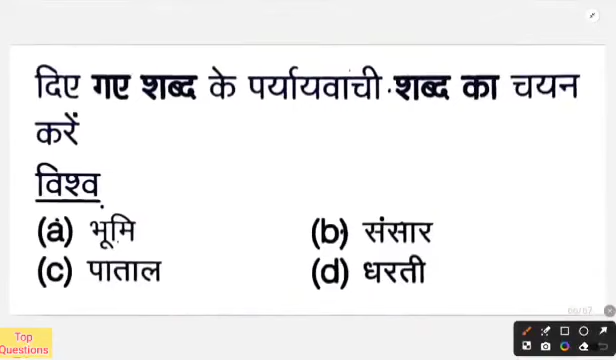 दिए गए शब्द के पर्यायवाची शब्द का चयन
करें
विश्व
(a) भूमि (b) संसार
(c) पाताल (d) धरती
Top
Questions